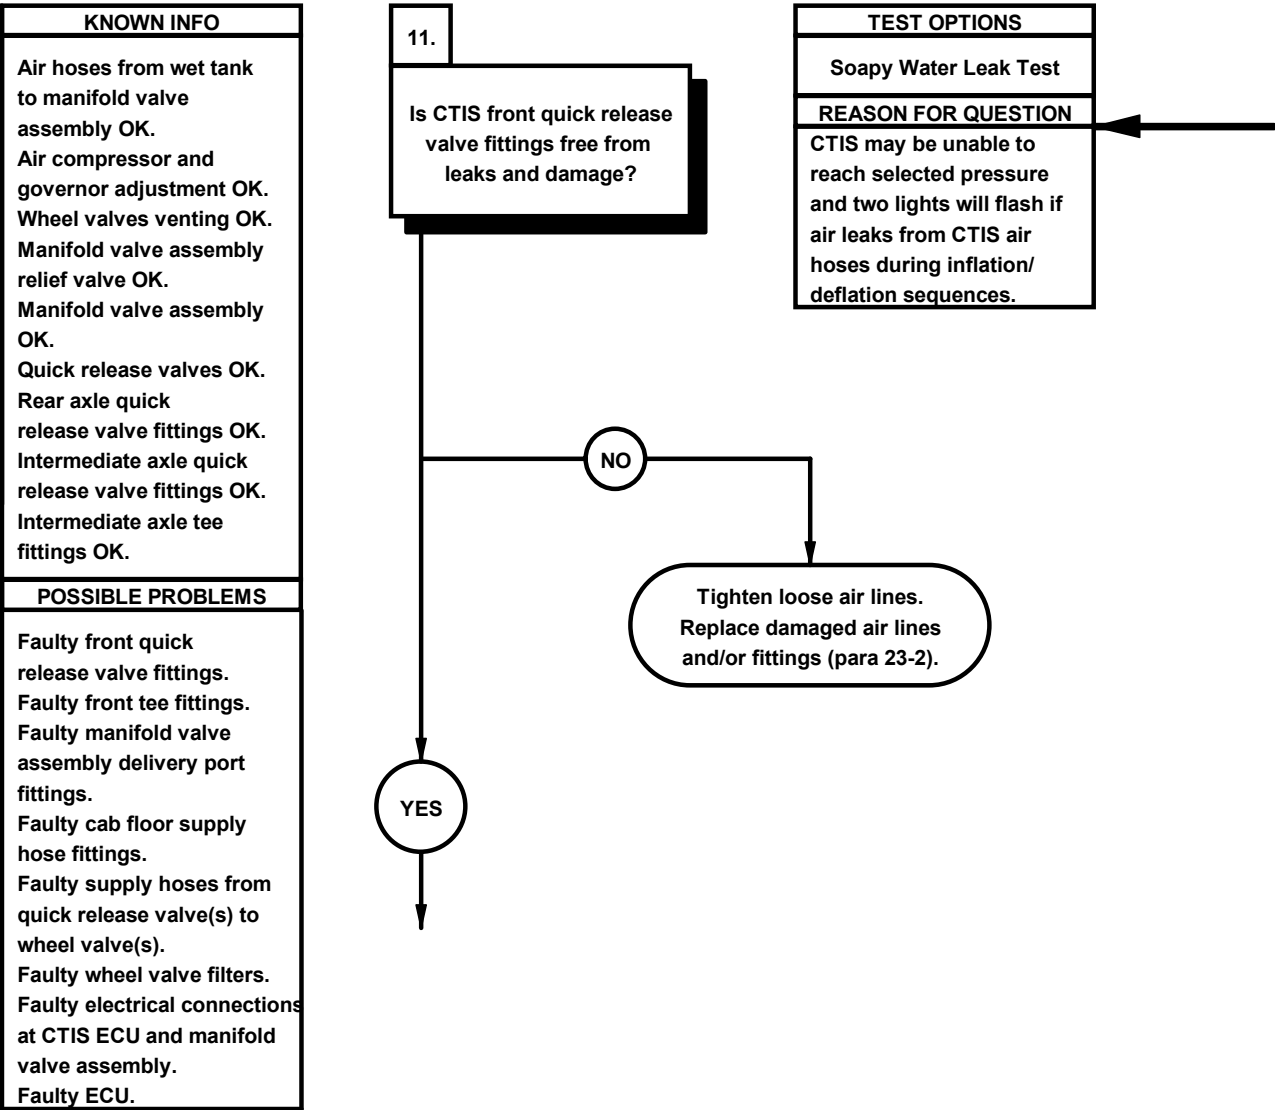 KNOWN INFO
Air hoses from wet tank
to manifold valve
assembly OK.
Air compressor and
governor adjustment OK.
Wheel valves venting OK.
Manifold valve assembly
relief valve OK.
Manifold valve assembly
OK.
Quick release valves OK.
Rear axle quick
release valve fittings OK.
Intermediate axle quick
release valve fittings OK.
Intermediate axle tee
fittings OK.
POSSIBLE PROBLEMS
Faulty front quick
release valve fittings.
Faulty front tee fittings.
Faulty manifold valve
assembly delivery port
fittings.
Faulty cab floor supply
hose fittings.
Faulty supply hoses from
quick release valve(s) to
wheel valve(s).
Faulty wheel valve filters.
Faulty electrical connections
at CTIS ECU and manifold
valve assembly.
Faulty ECU.
11.
Is CTIS front quick release
valve fittings free from
leaks and damage?
NO
Tighten loose air lines.
Replace damaged air lines
and/or fittings (para 23-2).
YES
TEST OPTIONS
Soapy Water Leak Test
REASON FOR QUESTION
CTIS may be unable to
reach selected pressure
and two lights will flash if
air leaks from CTIS air
hoses during inflation/
deflation sequences.